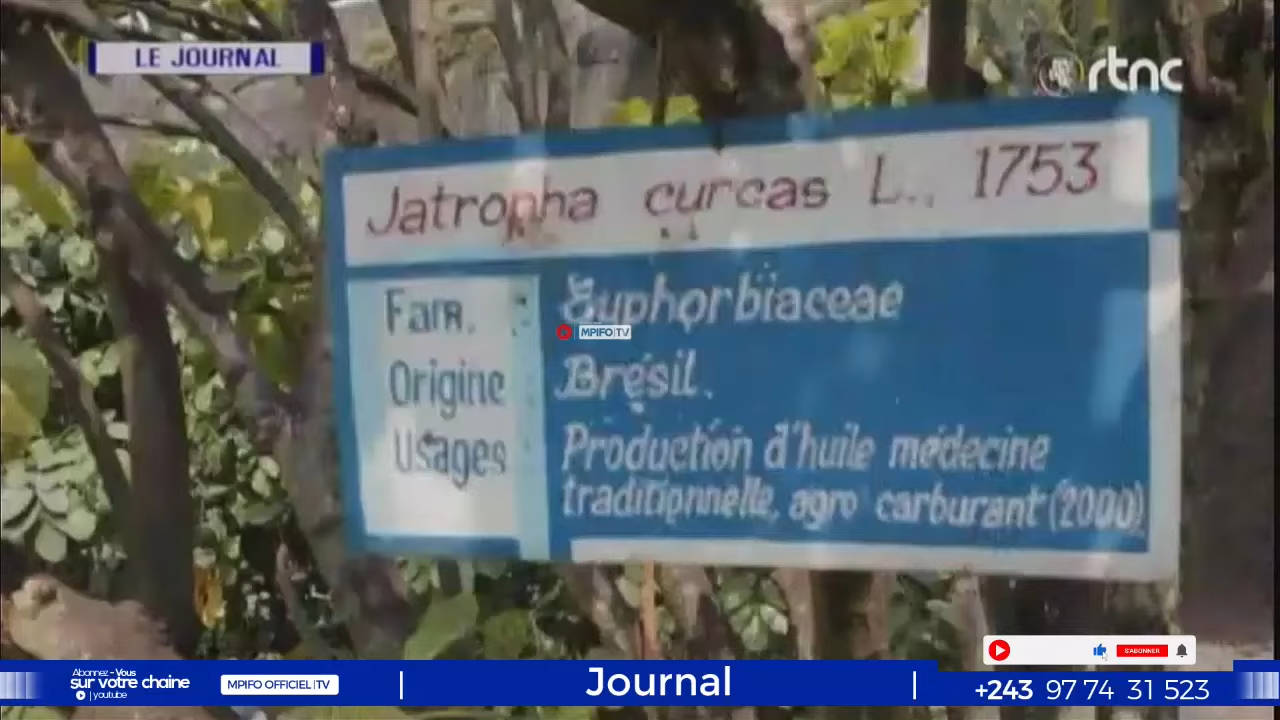 LE JOURNAL
rtnc
Jatropha curcas L., 1753
Fam. : Euphorbiaceae
MPIFO TV
Origine Brésil.
Usages Production d'huile médecine
traditionnelle, agro carburant (2000)
S'ABONNER
Abonnez-Vous
sur votre chaine
youtube
MPIFO OFFICIEL TV
Journal
+243 97 74 31 523